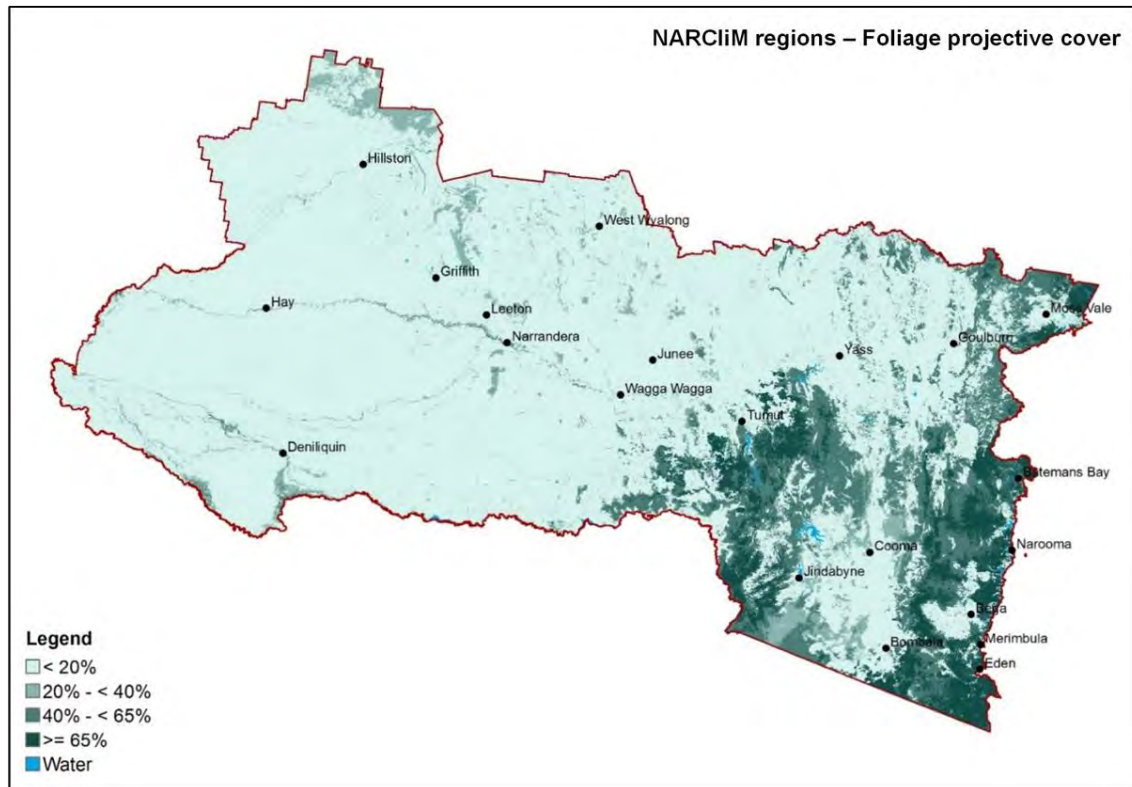 NARCliM regions – Foliage projective cover
Hillston
West Wyalong
Griffith
Hay
Leeton
Moss Vale
Narrandera
Goulburn
Yass
Junee
Wagga Wagga
Tumut
Deniliquin
Batemans Bay
Cooma
Narooma
Jindabyne
Bega
Bombala
Merimbula
Eden
Legend
< 20%
20% - < 40%
40% - < 65%
>= 65%
Water